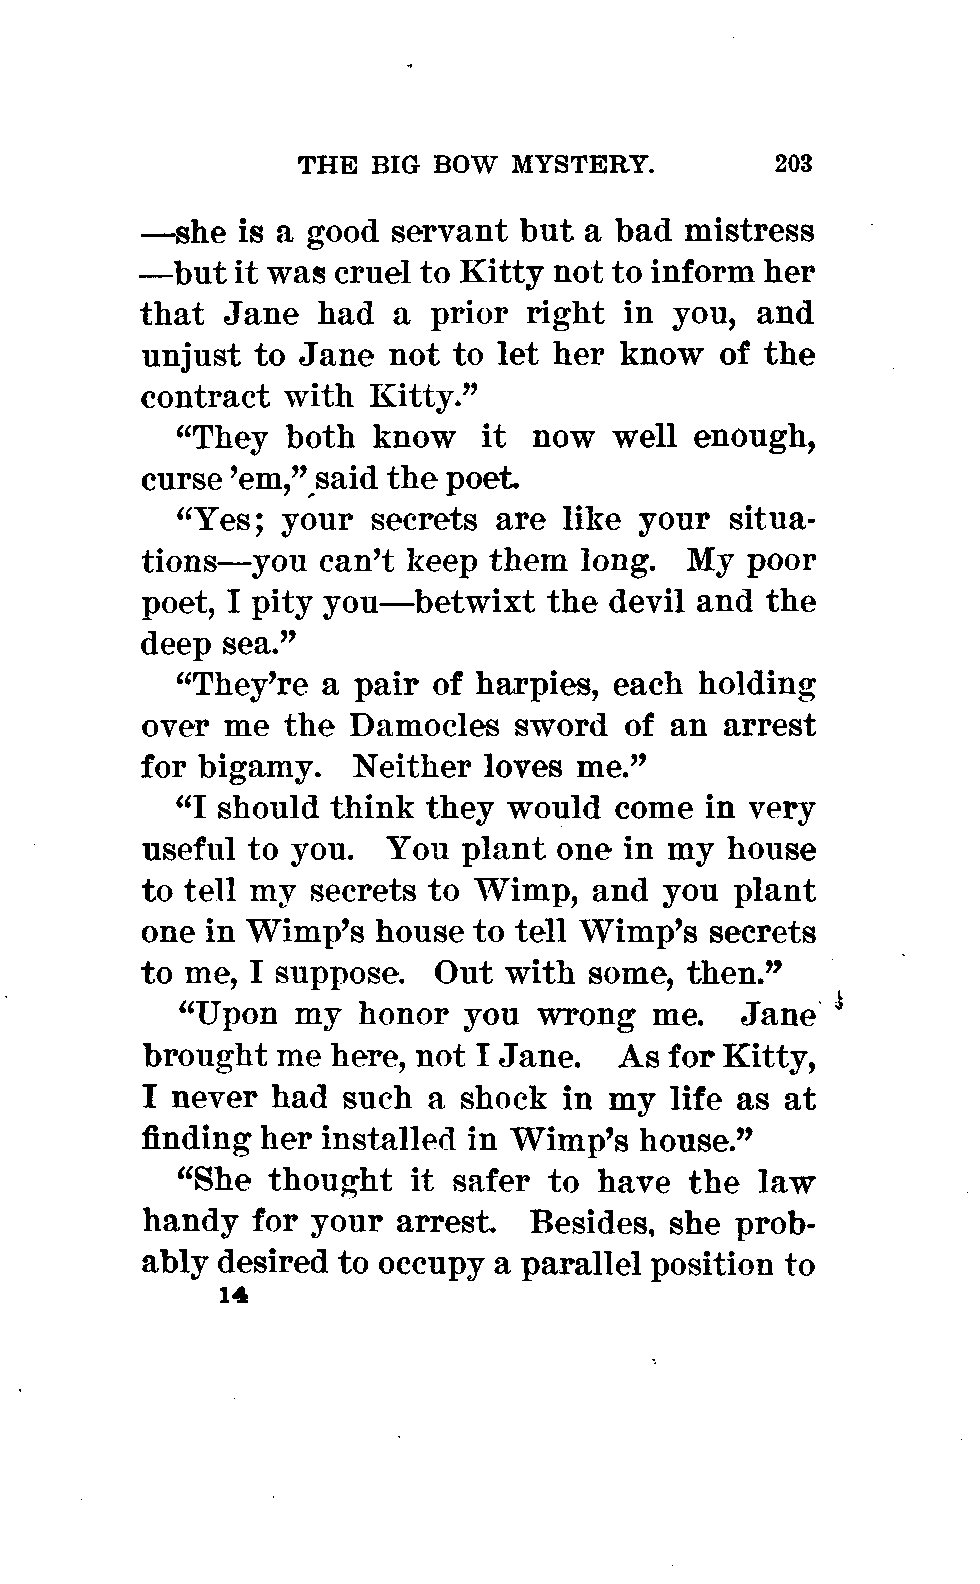 THE BIG BOW MYSTERY. 203
—she is a good servant but a bad mistress
—but it was cruel to Kitty not to inform her
that Jane had a prior right in you, and
unjust to Jane not to let her know of the
contract with Kitty.”
“They both know it now well enough,
curse ’em,” said the poet.
“Yes; your secrets are like your situa-
tions—you can’t keep them long. My poor
poet, I pity you—betwixt the devil and the
deep sea.”
“They’re a pair of harpies, each holding
over me the Damocles sword of an arrest
for bigamy. Neither loves me.”
“I should think they would come in very
useful to you. You plant one in my house
to tell my secrets to Wimp, and you plant
one in Wimp’s house to tell Wimp’s secrets
to me, I suppose. Out with some, then.”
“Upon my honor you wrong me. Jane
brought me here, not I Jane. As for Kitty,
I never had such a shock in my life as at
finding her installed in Wimp’s house.”
“She thought it safer to have the law
handy for your arrest. Besides, she prob-
ably desired to occupy a parallel position to
14